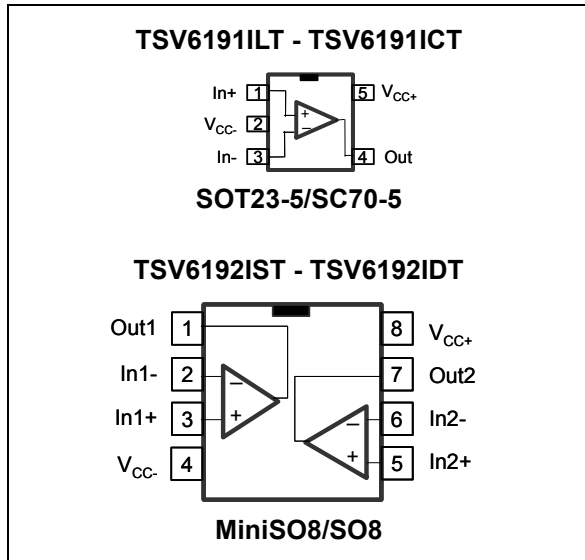 TSV6191ILT - TSV6191ICT
In+ 1 5 VCC+
VCC- 2
In- 3 4 Out
+
−
SOT23-5/SC70-5
TSV6192IST - TSV6192IDT
Out1 1 8 VCC+
In1- 2 7 Out2
In1+ 3 6 In2-
VCC- 4 5 In2+
−
+
−
+
MiniSO8/SO8